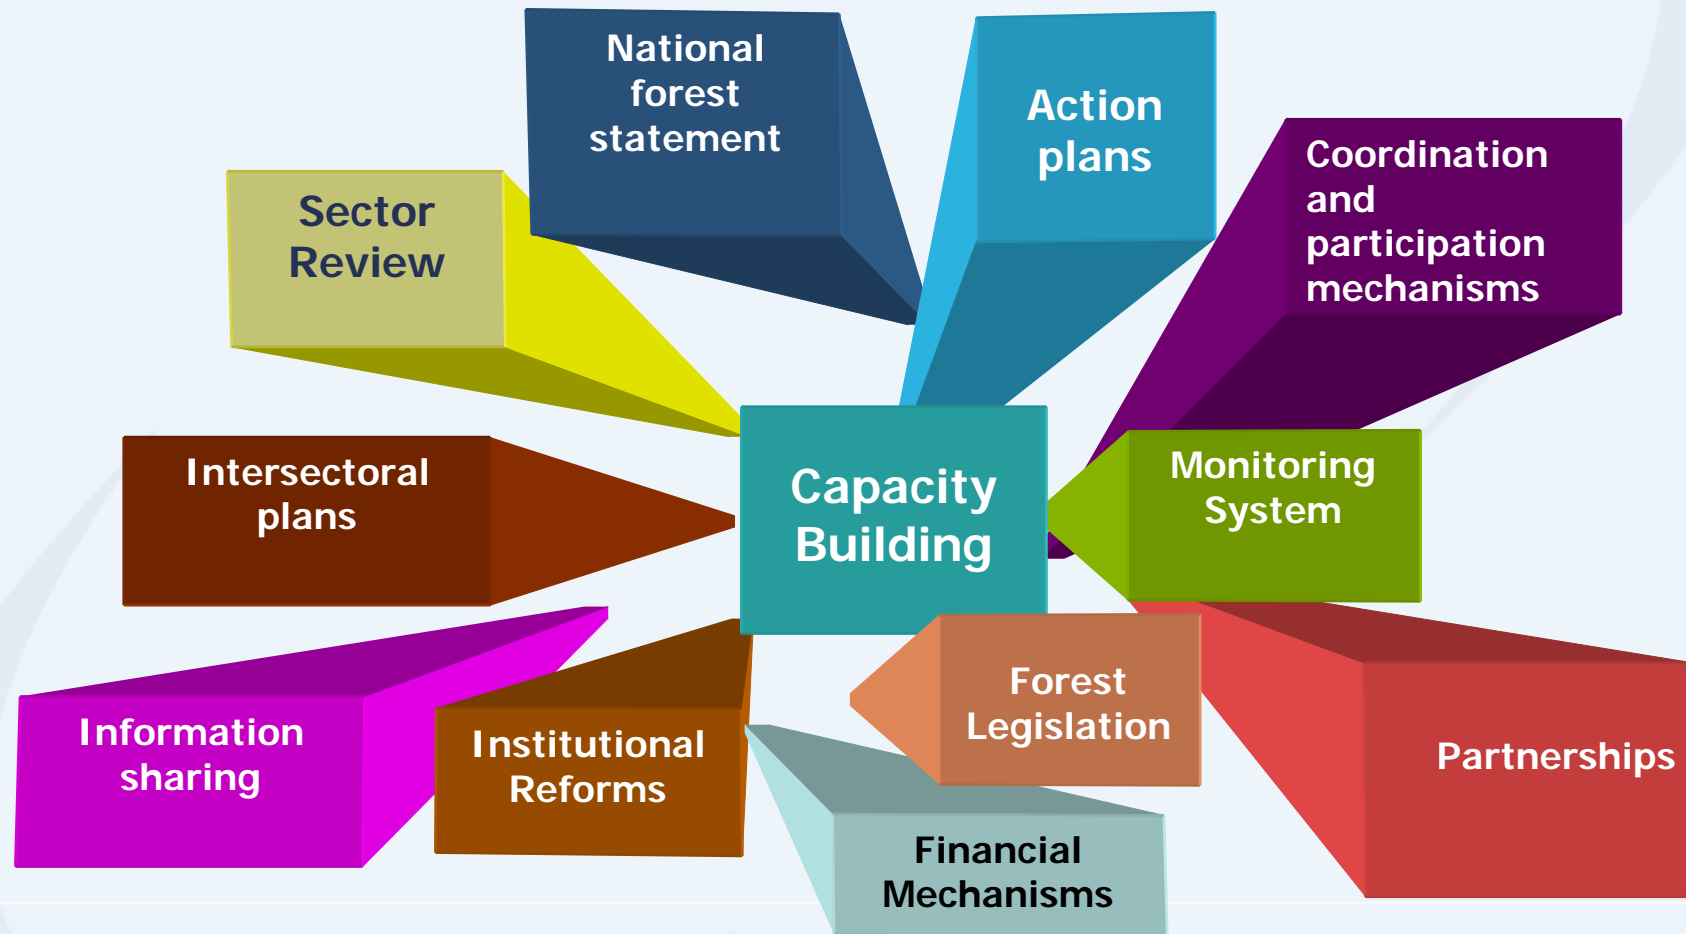 National
forest
statement
Action
plans
Coordination
and
participation
mechanisms
Sector
Review
Intersectoral
plans
Capacity
Building
Monitoring
System
Information
sharing
Institutional
Reforms
Forest
Legislation
Partnerships
Financial
Mechanisms